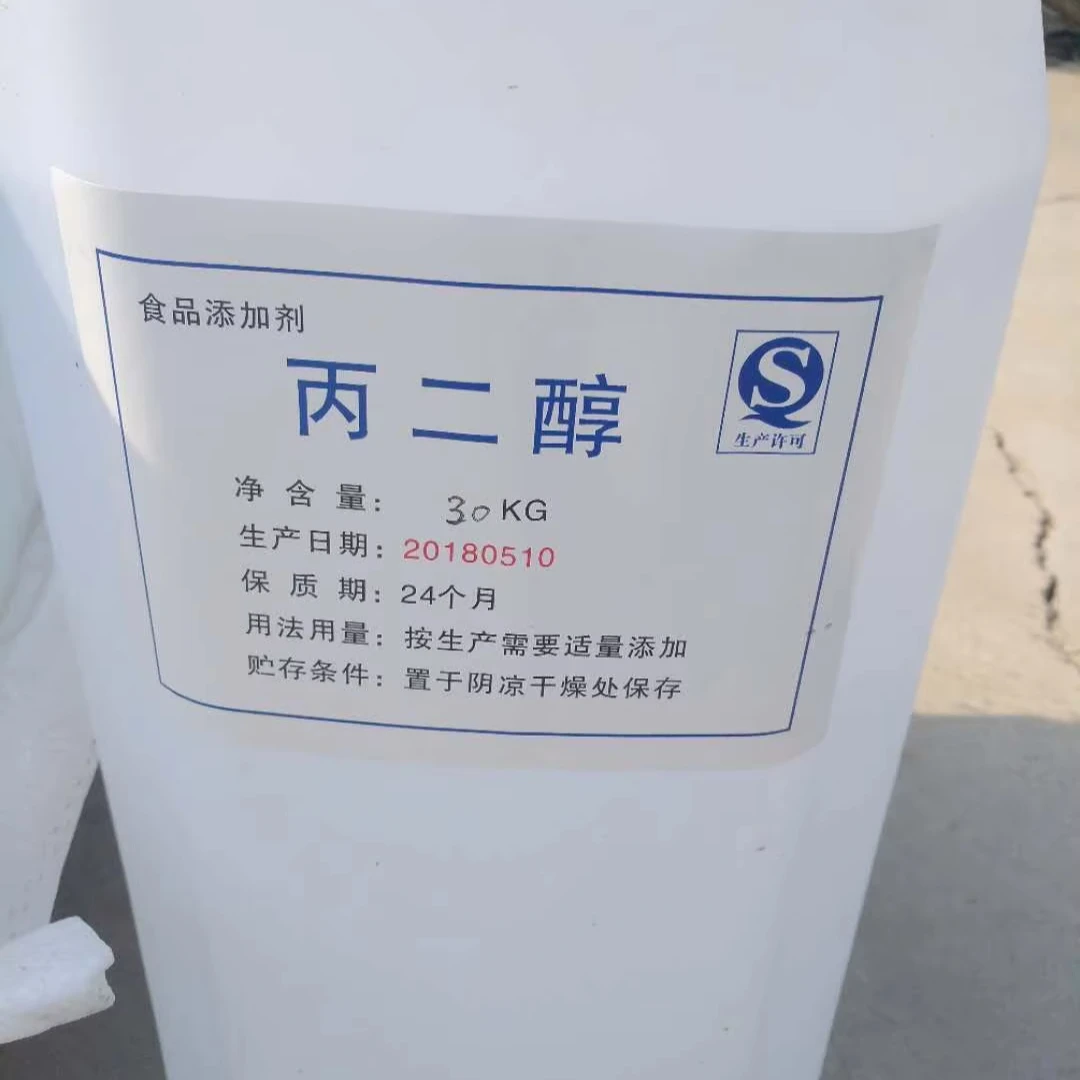 食品添加剂
丙二醇
生产许可
净含量：30KG
生产日期：20180510
保质期：24个月
用法用量：按生产需要适量添加
贮存条件：置于阴凉干燥处保存